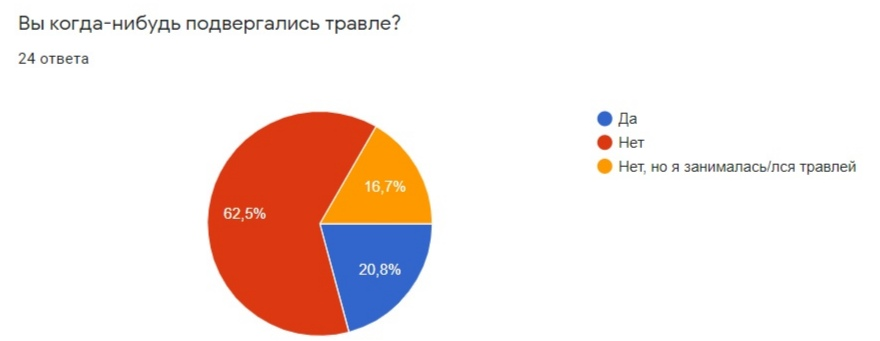 Вы когда-нибудь подвергались травле?
24 ответа
Да
Нет
Нет, но я занималась/лся травлей
16,7%
62,5%
20,8%